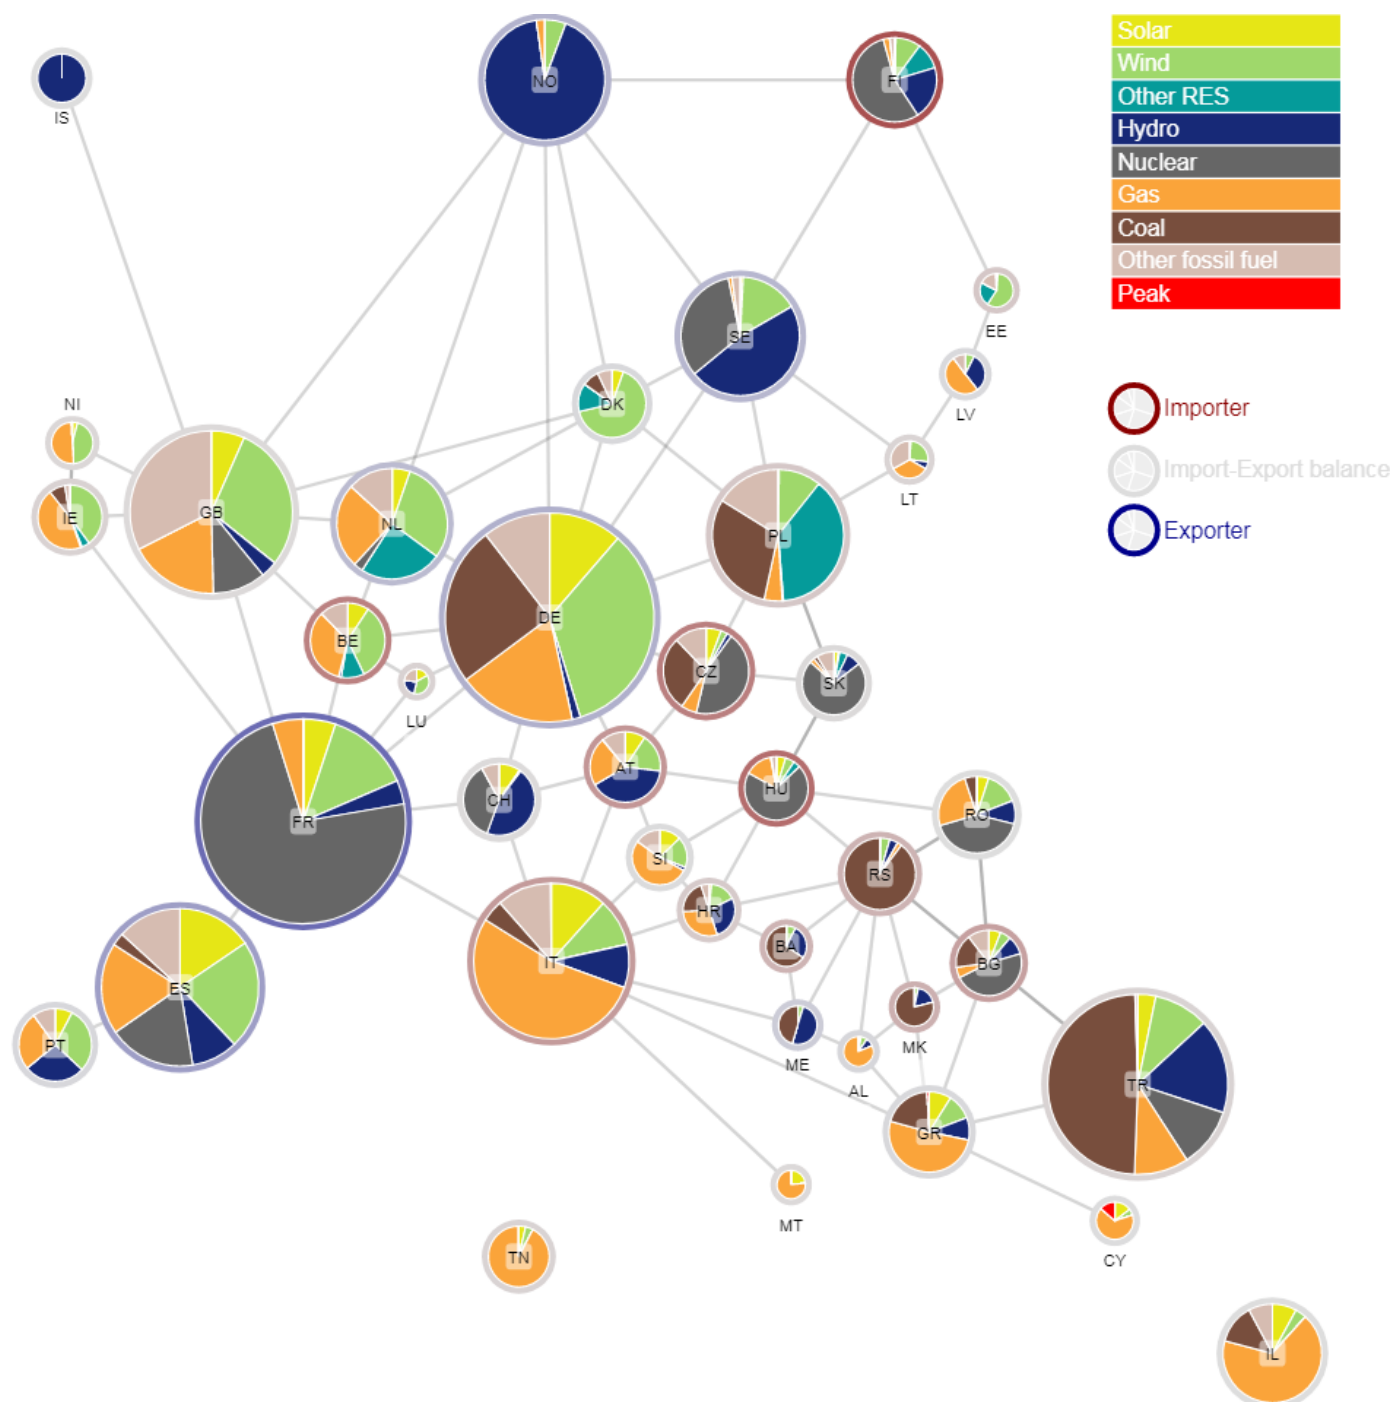 Solar
Wind
Other RES
Hydro
Nuclear
Gas
Coal
Other fossil fuel
Peak
Importer
Import-Export balance
Exporter
IS
NO
FI
EE
SE
LV
DK
NI
LT
GB
IE
NL
PL
DE
BE
CZ
SK
LU
AT
HU
CH
FR
RO
SI
RS
HR
BA
IT
BG
ES
PT
ME
MK
AL
TR
GR
MT
CY
TN
IL